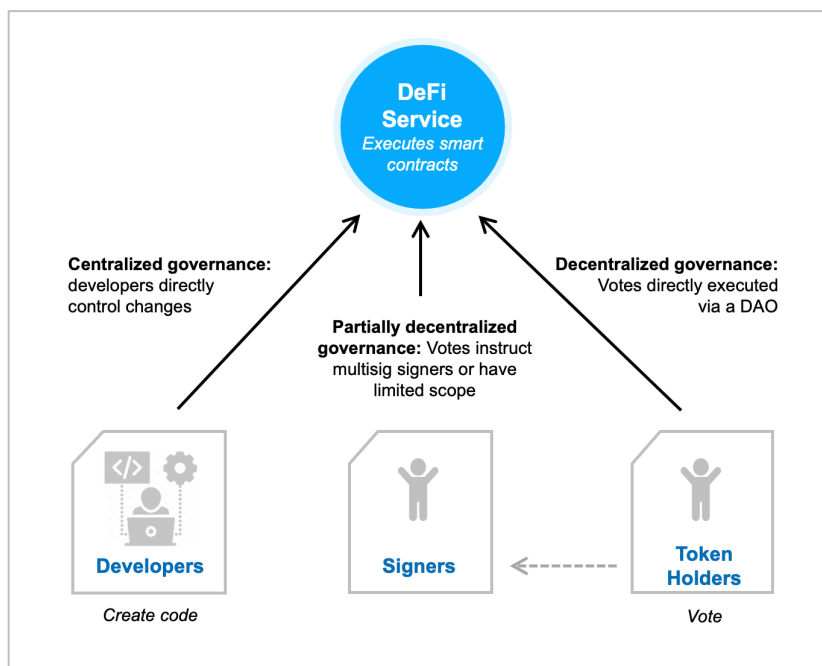 DeFi
Service
Executes smart
contracts
Centralized governance:
developers directly
control changes
Partially decentralized
governance: Votes instruct
multisig signers or have
limited scope
Decentralized governance:
Votes directly executed
via a DAO
</>
Developers
Create code
Signers
Token
Holders
Vote